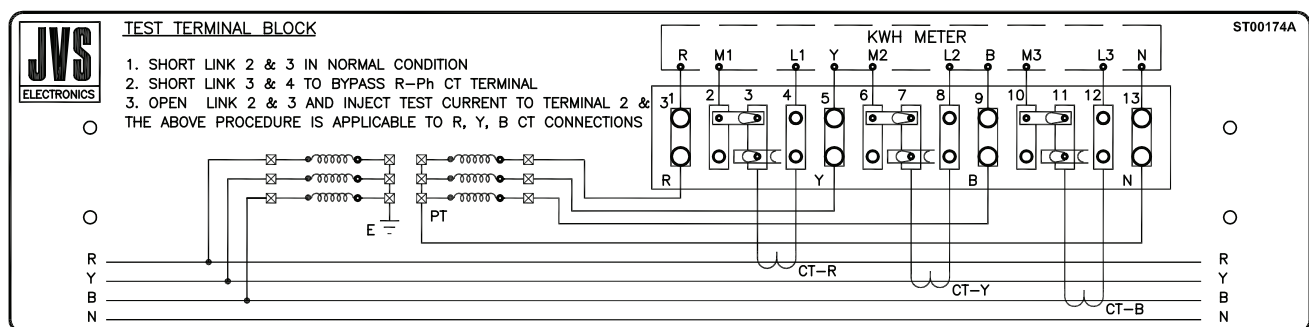 JVS
ELECTRONICS
TEST TERMINAL BLOCK
ST00174A
1. SHORT LINK 2 & 3 IN NORMAL CONDITION
2. SHORT LINK 3 & 4 TO BYPASS R-Ph CT TERMINAL
3. OPEN LINK 2 & 3 AND INJECT TEST CURRENT TO TERMINAL 2 & 3
THE ABOVE PROCEDURE IS APPLICABLE TO R, Y, B CT CONNECTIONS
KWH METER
R M1 L1 Y M2 L2 B M3 L3 N
1 2 3 4 5 6 7 8 9 10 11 12 13
R Y B N
E PT
R R
CT-R
Y Y
CT-Y
B B
CT-B
N N